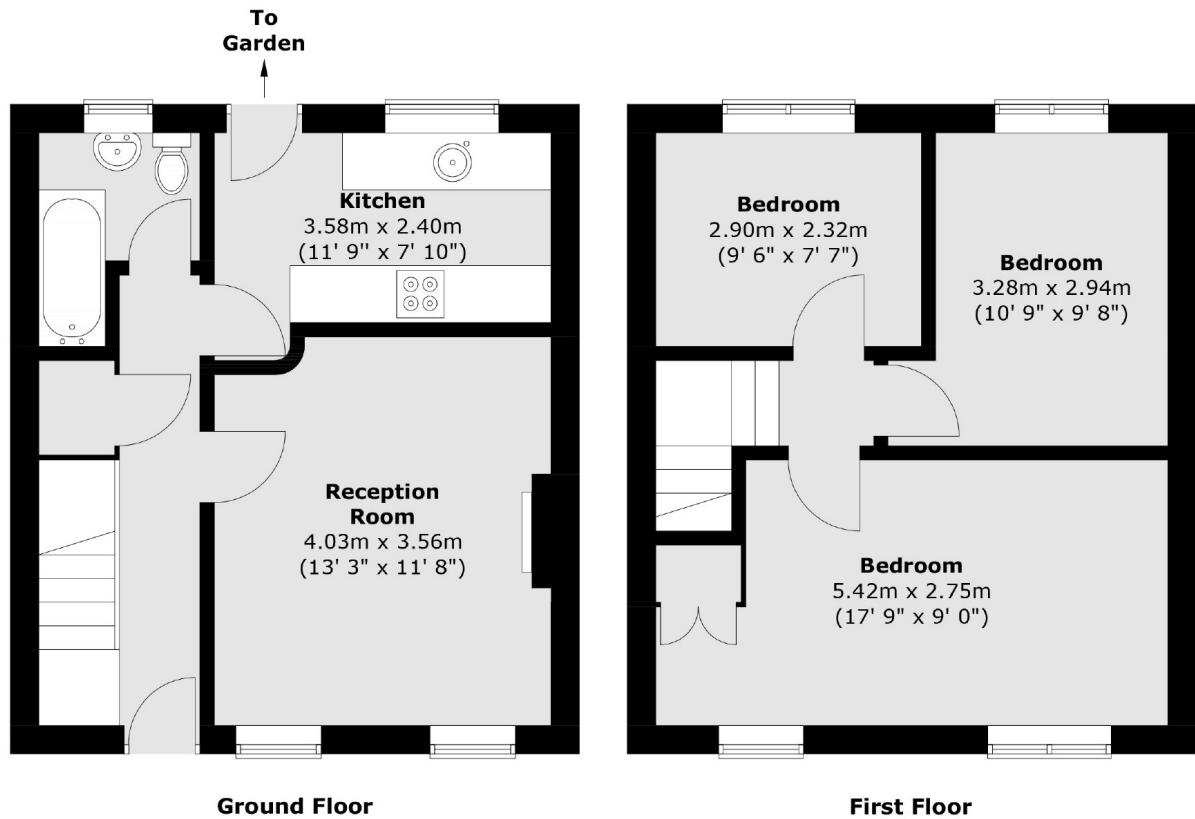 To
Garden
Kitchen
3.58m x 2.40m
(11' 9'' x 7' 10")
Reception
Room
4.03m x 3.56m
(13' 3" x 11' 8")
Ground Floor
Bedroom
2.90m x 2.32m
(9' 6" x 7' 7")
Bedroom
3.28m x 2.94m
(10' 9" x 9' 8")
Bedroom
5.42m x 2.75m
(17' 9" x 9' 0")
First Floor